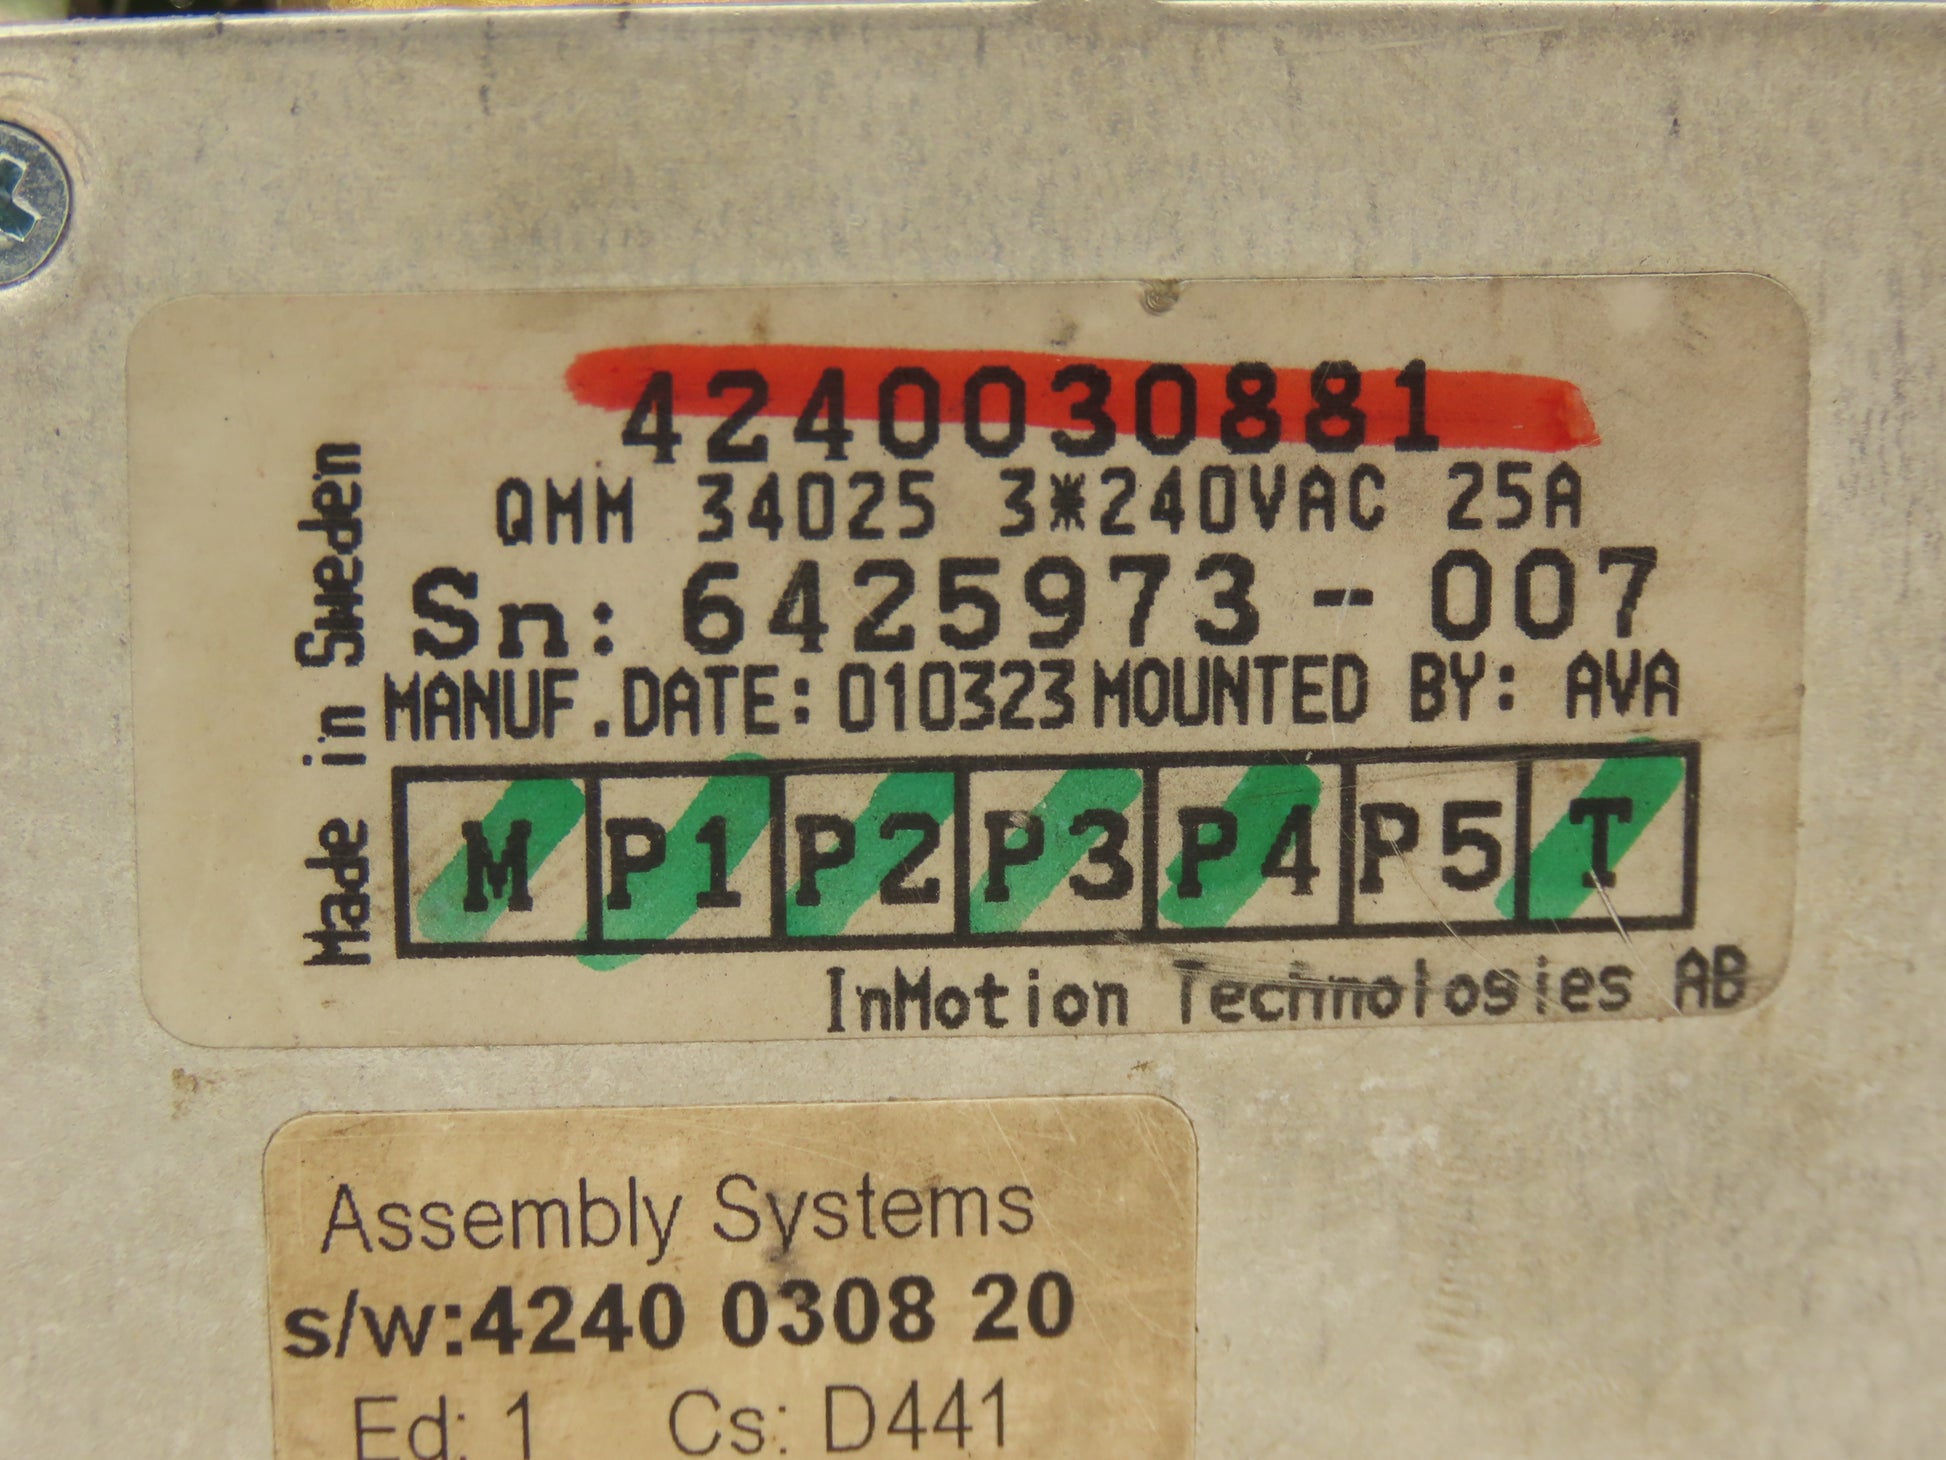 4240030881
QMM 34025 3*240VAC 25A
Sn: 6425973-007
MANUF.DATE: 010323 MOUNTED BY: AVA
M P1 P2 P3 P4 P5 T
InMotion Technologies AB
Made in Sweden
Assembly Systems
s/w:4240 0308 20
Ed: 1 Cs: D441